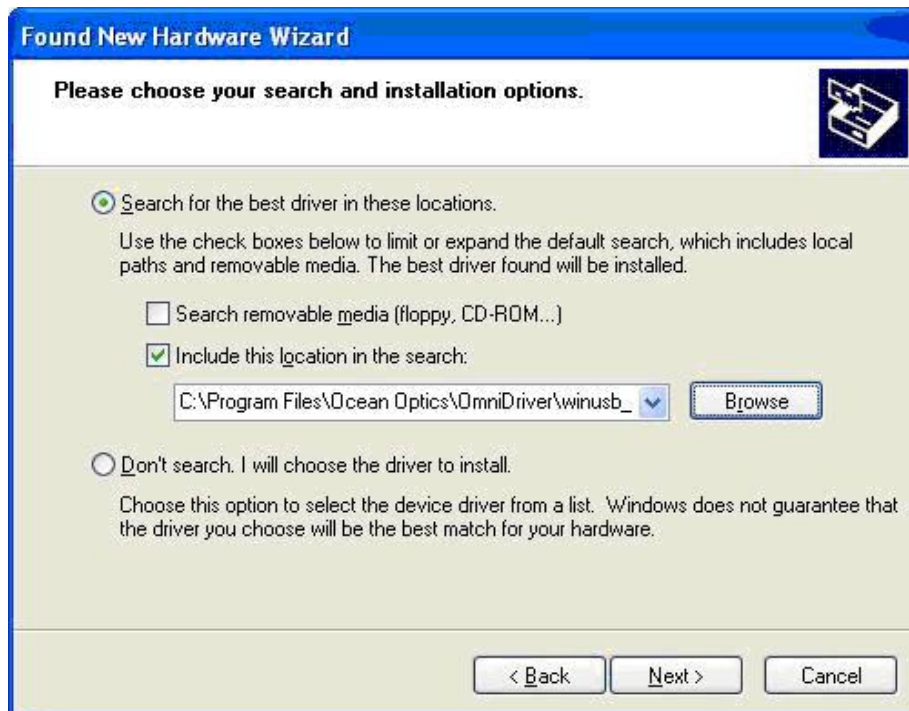 Found New Hardware Wizard
Please choose your search and installation options.
Search for the best driver in these locations.
Use the check boxes below to limit or expand the default search, which includes local
paths and removable media. The best driver found will be installed.
Search removable media (floppy, CD-ROM...)
Include this location in the search:
C:\Program Files\Ocean Optics\OmniDriver\winusb_
Browse
Don't search. I will choose the driver to install.
Choose this option to select the device driver from a list.  Windows does not guarantee that
the driver you choose will be the best match for your hardware.
< Back
Next >
Cancel